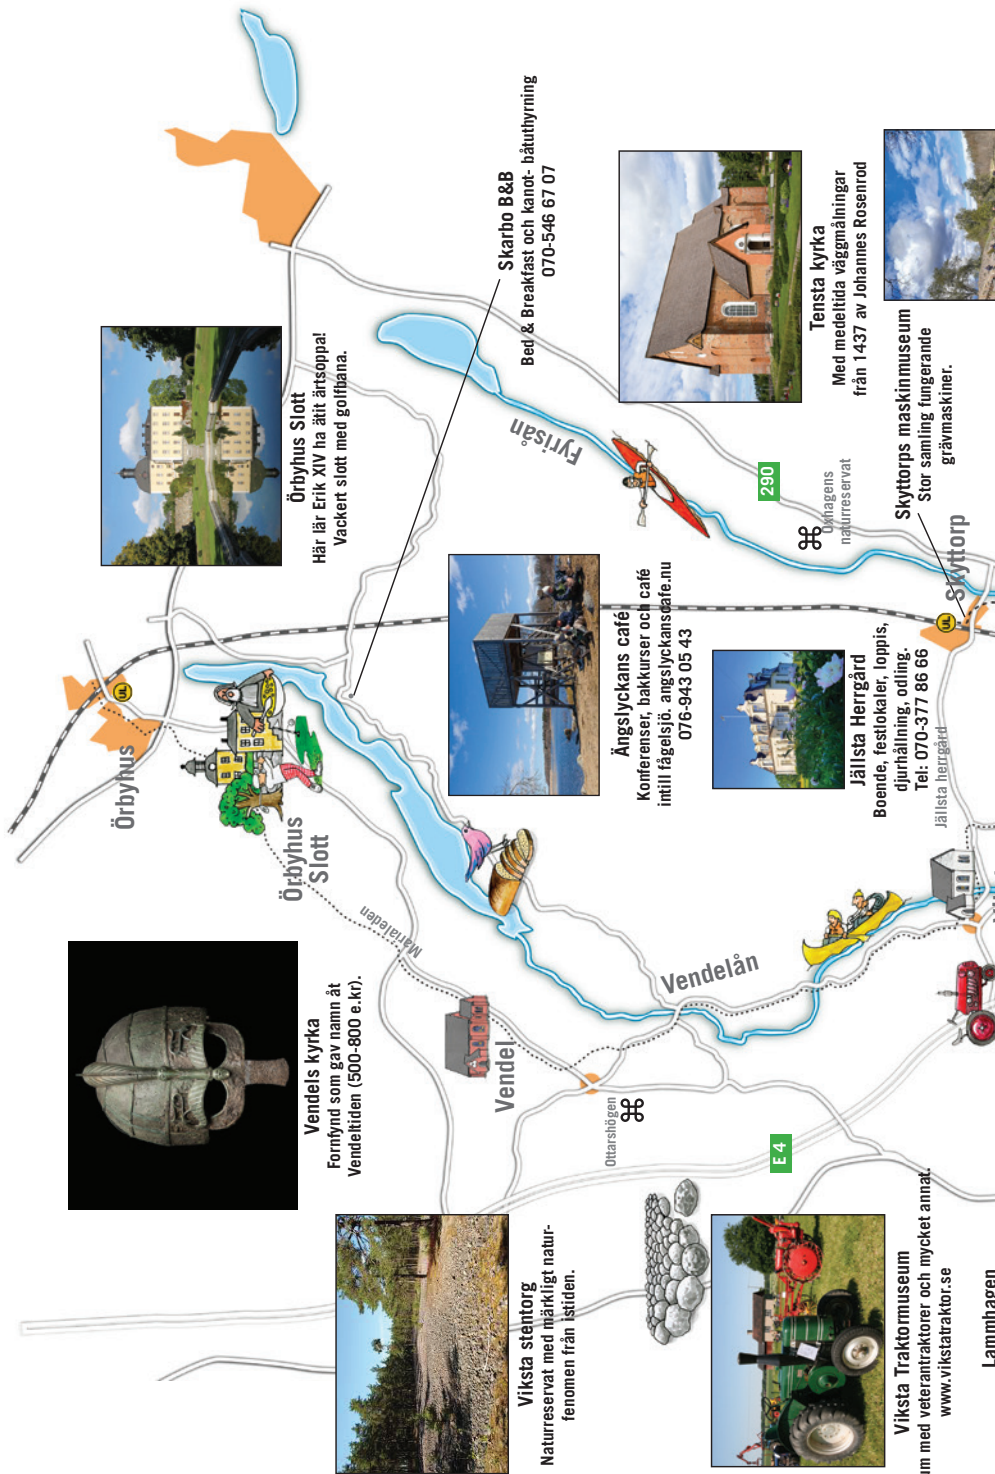 Örbyhus Slott
Här lär Erik XIV ha ätit ärtsoppa!
Vackert slott med golfbana.
Skarbo B&B
Bed & Breakfast och kanot- båtuthyrning
070-546 67 07
Örbyhus
Örbyhus
Slott
Fyrisån
Tensta kyrka
Med medeltida väggmålningar
från 1437 av Johannes Rosenrod
290
Oxhagens
naturreservat
Skyttorps maskinmuseum
Stor samling fungerande
grävmaskiner.
Skyttorp
UL
UL
Ängslyckans café
Konferenser, bakkurser och café
intill fågelsjö. angslyckanscafe.nu
076-943 05 43
Jällsta Herrgård
Boende, festlokaler, loppis,
djurhållning, odling.
Tel: 070-377 86 66
Jällsta herrgård
Vendels kyrka
Fornfynd som gav namn åt
Vendeltiden (500-800 e.kr).
Marialeden
Vendel
Vendelån
Ottarshögen
E 4
Viksta stentorg
Naturreservat med märkligt natur-
fenomen från istiden.
Viksta Traktormuseum
um med veterantraktorer och mycket annat.
www.vikstatraktor.se
Lammhagen